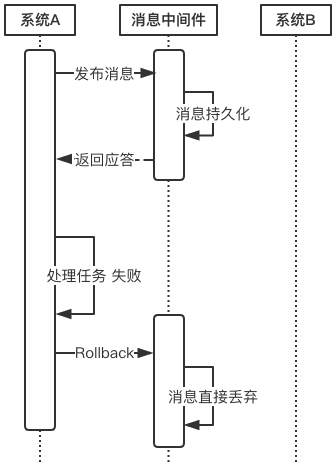 系统A
消息中间件
系统B
发布消息
消息持久化
返回应答
处理任务 失败
Rollback
消息直接丢弃